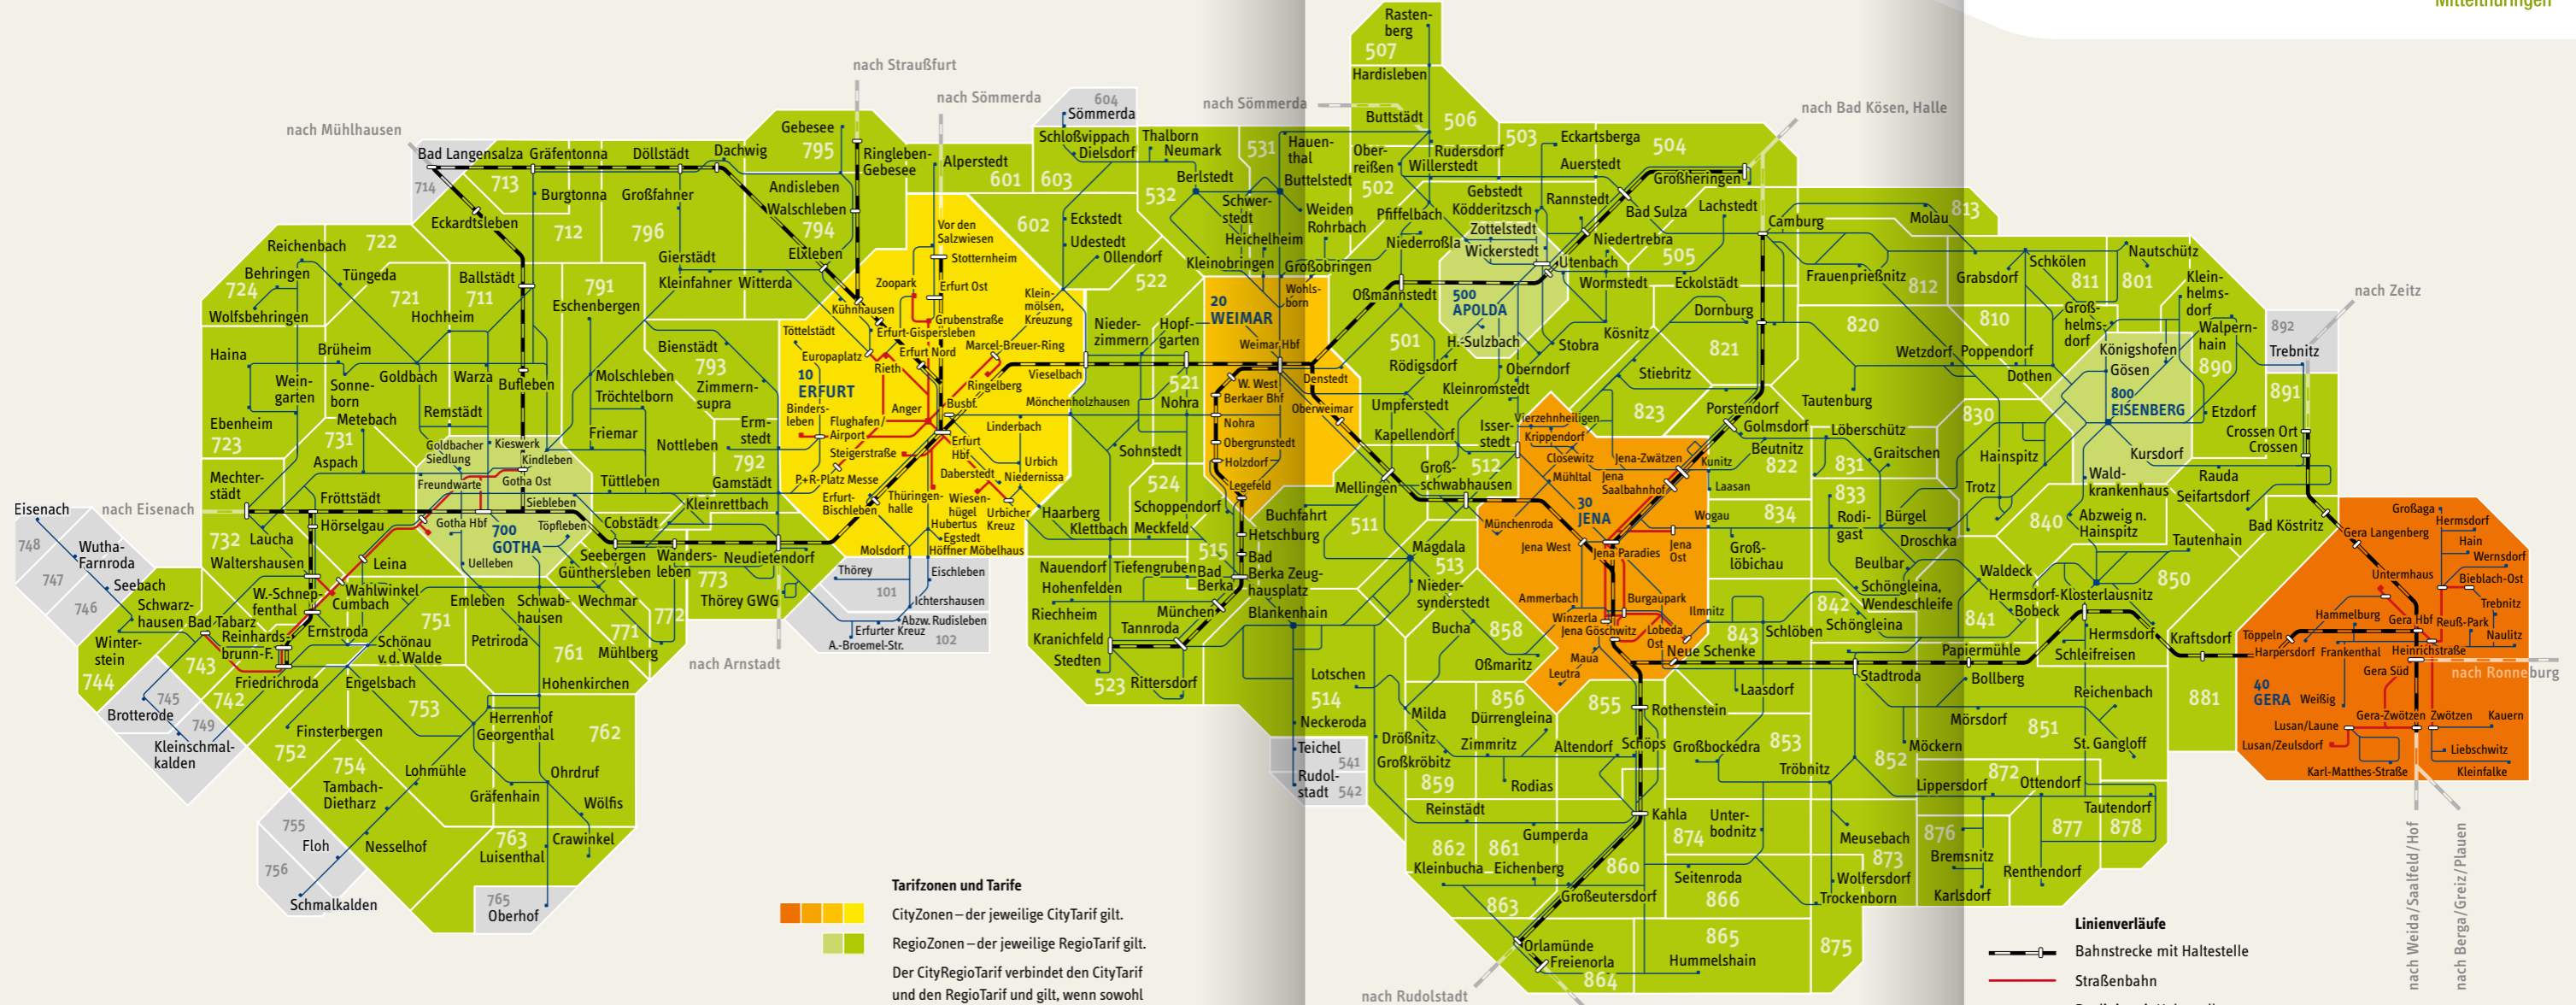 Mittelthüringen
Rasten-
berg
507
Hardisleben
nach Straußfurt
nach Sömmerda
604
Sömmerda
nach Sömmerda
nach Bad Kösen, Halle
nach Mühlhausen
Buttstädt
506
503
Eckartsberga
504
Gebesee
795
Schloßvippach
Dielsdorf
Thalborn
Neumark
531
Hauen-
thal
Ober-
reißen
Rudersdorf
Willerstedt
Auerstedt
Großheringen
Bad Langensalza
Gräfentonna
Döllstädt
Dachwig
Ringleben-
Gebesee
Alperstedt
601
603
532
Berlstedt
Buttelstedt
502
714
713
Burgtonna
Großfahner
Andisleben
Walschleben
794
Gebstedt
Ködderitzsch
Rannstedt
Bad Sulza
Lachstedt
Camburg
Molau
813
Eckardtsleben
712
796
Vor den
Salzwiesen
Stotternheim
602
Eckstedt
Udestedt
Ollendorf
Schwer-
stedt
Weiden
Rohrbach
Pfiffelbach
Zottelstedt
Wickerstedt
Niedertrebra
505
Nautschütz
Reichenbach
722
Elxleben
Heichelheim
Niederroßla
Utenbach
Schkölen
811
801
Behringen
724
Tüngeda
Ballstädt
Gierstädt
Kleinfahner
Witterda
Zoopark
Erfurt Ost
522
Kleinobringen
Großobringen
Wormstedt
Eckolstädt
Frauenprießnitz
812
Grabsdorf
Klein-
helms-
dorf
nach Zeitz
Wolfsbehringen
721
711
791
Eschenbergen
Kühnhausen
Klein-
mölsen,
Kreuzung
20
WEIMAR
Wohls-
born
Oßmannstedt
500
APOLDA
Dornburg
810
Groß-
helms-
dorf
892
Trebnitz
Hochheim
Töttelstädt
Grubenstraße
Erfurt-Gispersleben
Nieder-
zimmern
Hopf-
garten
Weimar Hbf
501
H.-Sulzbach
Kösnitz
820
Walpern-
hain
Haina
Brüheim
Bienstädt
793
Europaplatz
Erfurt Nord
Marcel-Breuer-Ring
Rödigsdorf
Stobra
821
Wetzdorf
Poppendorf
Königshofen
Gösen
890
Wein-
garten
Sonne-
born
Goldbach
Warza
Bufleben
Molschleben
Tröchtelborn
Zimmern-
supra
10
ERFURT
Rieth
Ringelberg
Vieselbach
521
Nohra
W. West
Berkaer Bhf
Denstedt
Oberndorf
Kleinromstedt
Stiebritz
Dothen
800
EISENBERG
891
Metebach
Remstädt
Binders-
leben
Anger
Busbf.
Mönchenholzhausen
Oberweimar
Umpferstedt
Vierzehnheiligen
823
Porstendorf
Golmsdorf
Tautenburg
830
Etzdorf
Ebenheim
723
731
Friemar
Nottleben
Erm-
stedt
Flughafen/
Airport
Linderbach
Nohra
Kapellendorf
Isser-
stedt
Krippendorf
Beutnitz
Löberschütz
Crossen Ort
Crossen
Goldbacher
Siedlung
Kieswerk
Kindleben
Steigerstraße
Erfurt
Hbf
Sohnstedt
Obergrunstedt
Holzdorf
Closewitz
Mühltal
Jena-Zwätzen
Kunitz
822
831
Graitschen
Hainspitz
Kursdorf
Aspach
792
Gamstädt
Daberstedt
Urbich
Niedernissa
Groß-
schwabhausen
512
Jena
Saalbahnhof
Laasan
Wald-
krankenhaus
Rauda
Mechter-
städt
Freundwarte
Gotha Ost
Tüttleben
P+R-Platz Messe
524
Legefeld
Mellingen
Trotz
Seifartsdorf
Fröttstädt
Siebleben
Kleinrettbach
Erfurt-
Bischleben
Thüringen-
halle
Wiesen-
hügel
Urbicher
Kreuz
Schoppendorf
30
JENA
833
Rodi-
gast
Bürgel
Eisenach
nach Eisenach
Hörselgau
Gotha Hbf
700
GOTHA
Töpfleben
Cobstädt
Haarberg
Klettbach
Meckfeld
Buchfahrt
511
Münchenroda
Wogau
834
840
Abzweig n.
Hainspitz
Bad Köstritz
Großaga
Hermsdorf
Hain
Wernsdorf
748
Wutha-
Farnroda
732
Laucha
Waltershausen
Leina
Uelleben
Seebergen
Günthersleben
Wanders-
leben
Neudietendorf
Molsdorf
Hubertus
Egstedt
Höffner Möbelhaus
515
Hetschburg
Magdala
Jena West
Jena Paradies
Jena
Ost
Groß-
löbichau
Droschka
Tautenhain
Gera Langenberg
747
Seebach
773
Thörey GWG
Thörey
Eischleben
Nauendorf
Tiefengruben
Bad
Berka
Bad
Berka Zeug-
hausplatz
513
Beulbar
Waldeck
850
Untermhaus
Bieblach-Ost
746
Schwarz-
hausen
Bad Tabarz
W.-Schnep-
fenthal
Wahlwinkel
Cumbach
751
Emleben
Schwab-
hausen
Wechmar
772
101
Ichtershausen
Hohenfelden
Nieder-
synderstedt
Ammerbach
Burgaupark
Schöngleina,
Wendeschleife
Hermsdorf-Klosterlausnitz
Trebnitz
Winter-
stein
Reinhards-
brunn-F.
Ernstroda
Schönau
v.d.Walde
Petriroda
771
Mühlberg
Abzw. Rudisleben
Erfurter Kreuz
A.-Broemel-Str.
102
Riechheim
München
Blankenhain
Bucha
858
Winzerla
Jena Göschwitz
Lobeda
Ost
Ilmnitz
842
Schöngleina
841
Bobeck
Hammelburg
Gera Hbf
Reuß-Park
Naulitz
744
743
761
nach Arnstadt
Kranichfeld
Tannroda
Oßmaritz
Maua
Leutra
Neue Schenke
843
Schlöben
Papiermühle
Hermsdorf
Schleifreisen
Kraftsdorf
Töppeln
Harpersdorf
Frankenthal
Heinrichstraße
Friedrichroda
742
Engelsbach
Hohenkirchen
Stedten
523
Rittersdorf
Lotschen
514
Laasdorf
Stadtroda
Bollberg
Reichenbach
881
40
GERA
Weißig
Gera Süd
nach Ronneburg
745
Brotterode
749
Kleinschmal-
kalden
753
Herrenhof
Georgenthal
762
Neckeroda
Milda
856
Dürrengleina
855
Rothenstein
Mörsdorf
851
Lusan/Laune
Gera-Zwötzen
Zwötzen
Kauern
Finsterbergen
752
754
Tambach-
Dietharz
Lohmühle
Ohrdruf
Gräfenhain
Wölfis
Teichel
541
Rudol-
stadt
542
Drößnitz
Großkröbitz
859
Zimmritz
Altendorf
Rodias
Schöps
Großbockedra
853
Tröbnitz
852
Möckern
St. Gangloff
Lusan/Zeulsdorf
Karl-Matthes-Straße
Liebschwitz
Kleinfalke
Lippersdorf
872
Ottendorf
Tautendorf
755
Floh
756
Schmalkalden
Nesselhof
763
Luisenthal
Crawinkel
765
Oberhof
Reinstädt
Gumperda
Kahla
Unter-
bodnitz
874
Meusebach
876
877
878
862
Kleinbucha
861
Eichenberg
860
Seitenroda
873
Wolfersdorf
Bremsnitz
Karlsdorf
Renthendorf
863
Großeutersdorf
866
Trockenborn
Orlamünde
Freienorla
864
865
Hummelshain
875
nach Rudolstadt
nach Weida/Saalfeld/Hof
nach Berga/Greiz/Plauen
Tarifzonen und Tarife
CityZonen – der jeweilige CityTarif gilt.
RegioZonen – der jeweilige RegioTarif gilt.
Der CityRegioTarif verbindet den CityTarif
und den RegioTarif und gilt, wenn sowohl
Linienverläufe
Bahnstrecke mit Haltestelle
Straßenbahn